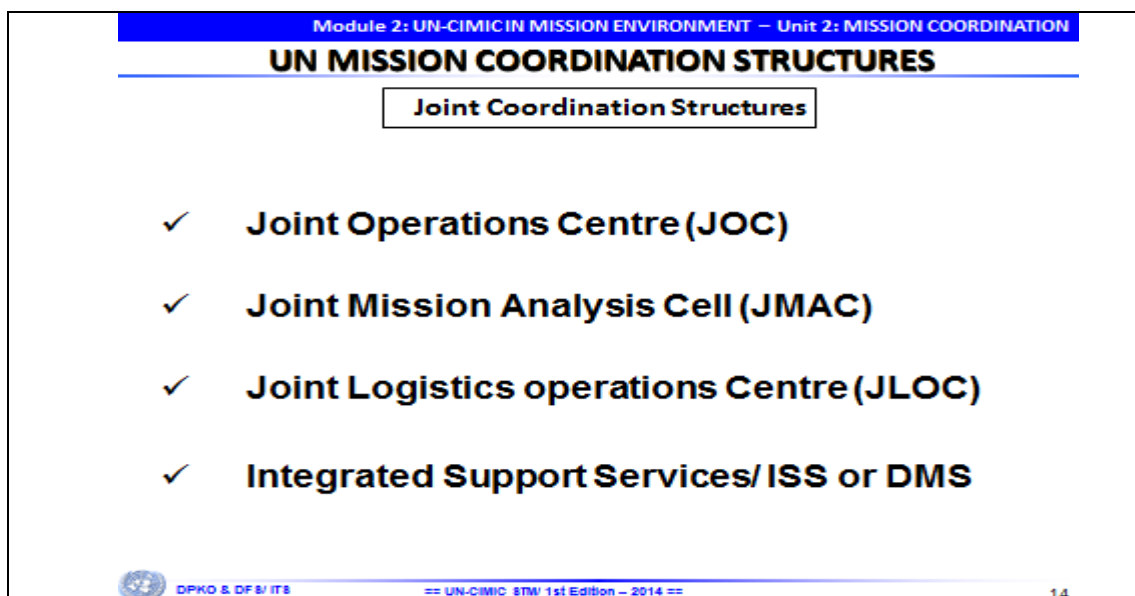 Module 2: UN-CIMIC IN MISSION ENVIRONMENT – Unit 2: MISSION COORDINATION
UN MISSION COORDINATION STRUCTURES
Joint Coordination Structures
✓ Joint Operations Centre (JOC)
✓ Joint Mission Analysis Cell (JMAC)
✓ Joint Logistics operations Centre (JLOC)
✓ Integrated Support Services/ ISS or DMS
DPKO & DFS/ ITS == UN-CIMIC STM/ 1st Edition – 2014 == 14